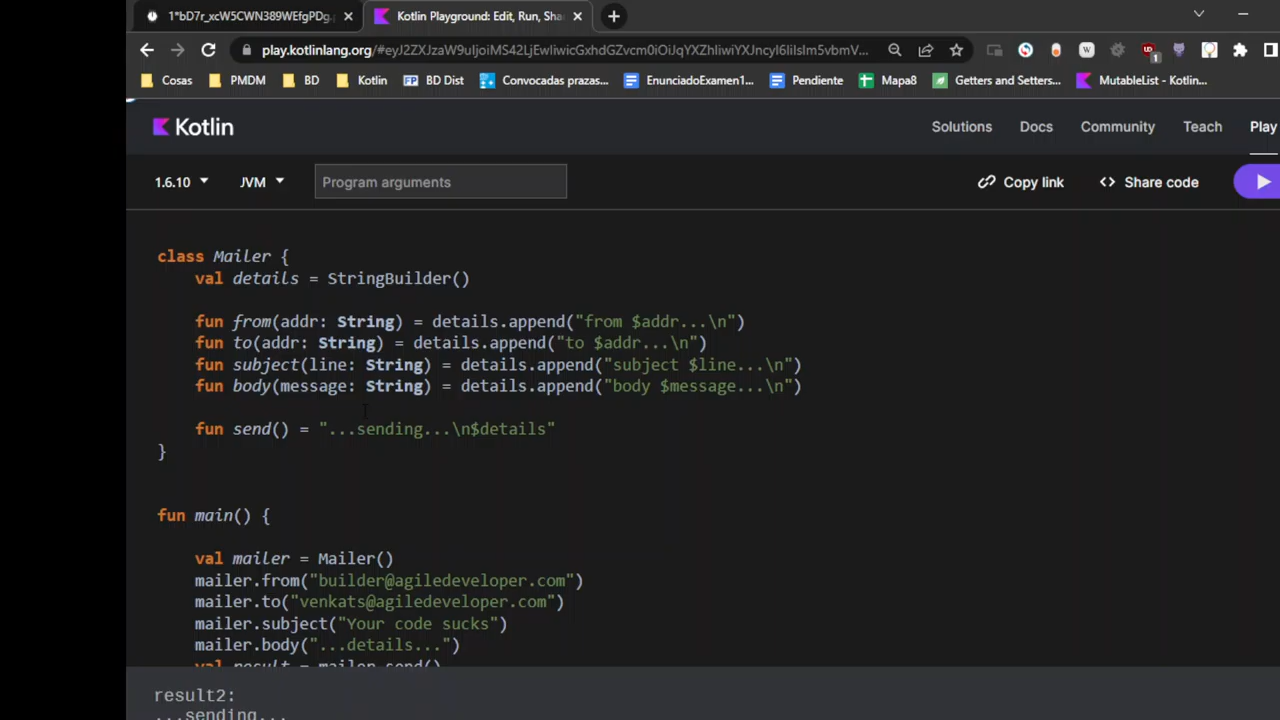 1*bD7r_xcW5CWN389WEfgPDg.
Kotlin Playground: Edit, Run, Sha
play.kotlinlang.org/#eyJ2ZXJzaW9uIjoiMS42LjEwIiwicGxhdGZvcm0iOiJqYXZhIiwiYXJncyI6IiIsIm5vbmV...
Cosas PMDM BD Kotlin BD Dist Convocadas prazas... EnunciadoExamen1... Pendiente Mapa8 Getters and Setters... MutableList - Kotlin...
Kotlin Solutions Docs Community Teach Play
1.6.10 JVM Program arguments Copy link Share code
class Mailer {
val details = StringBuilder()
fun from(addr: String) = details.append("from $addr...\n")
fun to(addr: String) = details.append("to $addr...\n")
fun subject(line: String) = details.append("subject $line...\n")
fun body(message: String) = details.append("body $message...\n")
fun send() = "...sending...\n$details"
}
fun main() {
val mailer = Mailer()
mailer.from("builder@agiledeveloper.com")
mailer.to("venkats@agiledeveloper.com")
mailer.subject("Your code sucks")
mailer.body("...details...")
val result = mailer.send()
result2:
...sending...